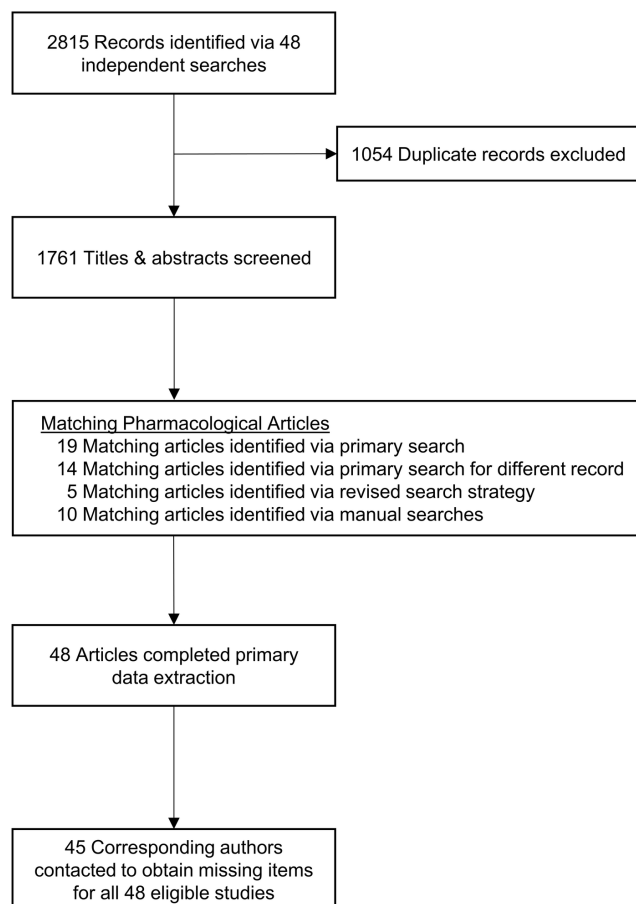 2815 Records identified via 48
independent searches
1054 Duplicate records excluded
1761 Titles & abstracts screened
Matching Pharmacological Articles
19 Matching articles identified via primary search
14 Matching articles identified via primary search for different record
5 Matching articles identified via revised search strategy
10 Matching articles identified via manual searches
48 Articles completed primary
data extraction
45 Corresponding authors
contacted to obtain missing items
for all 48 eligible studies